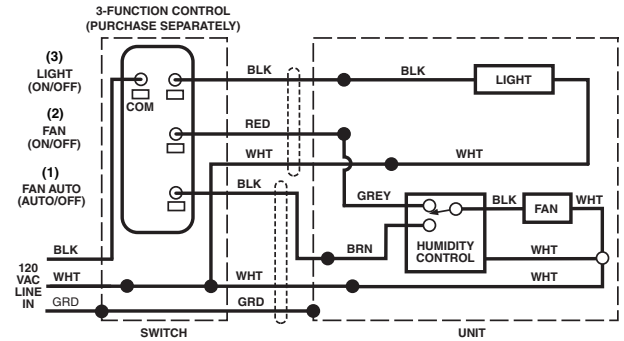 3-FUNCTION CONTROL
(PURCHASE SEPARATELY)
(3)
LIGHT
(ON/OFF)
BLK
BLK
LIGHT
COM
(2)
FAN
(ON/OFF)
RED
WHT
WHT
(1)
FAN AUTO
(AUTO/OFF)
BLK
GREY
BLK
FAN
WHT
BRN
HUMIDITY
CONTROL
WHT
BLK
120
VAC
LINE
IN
WHT
WHT
WHT
GRD
GRD
SWITCH
UNIT